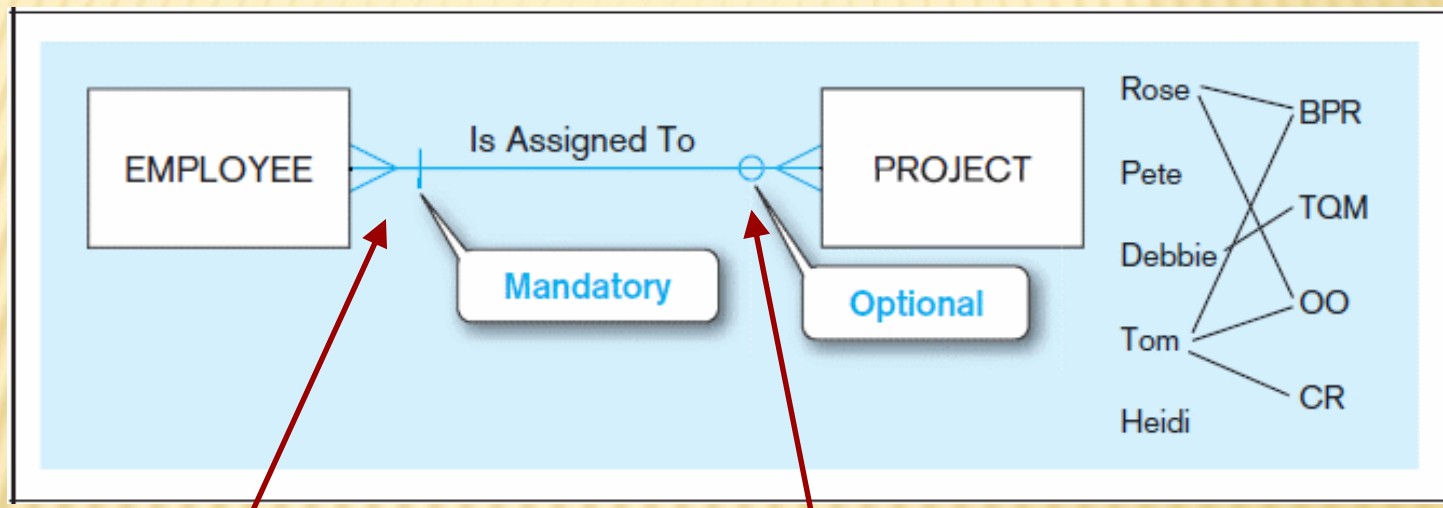 EMPLOYEE
Is Assigned To
PROJECT
Mandatory
Optional
Rose
Pete
Debbie
Tom
Heidi
BPR
TQM
OO
CR